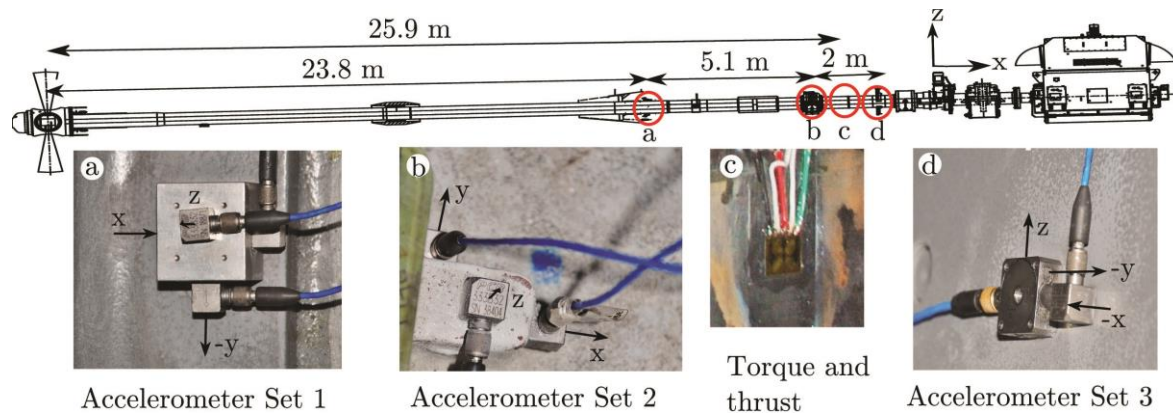 25.9 m
z
23.8 m
5.1 m
2 m
x
a
b
c
d
a
z
x
-y
b
y
z
x
c
d
z
-y
-x
Accelerometer Set 1
Accelerometer Set 2
Torque and
thrust
Accelerometer Set 3